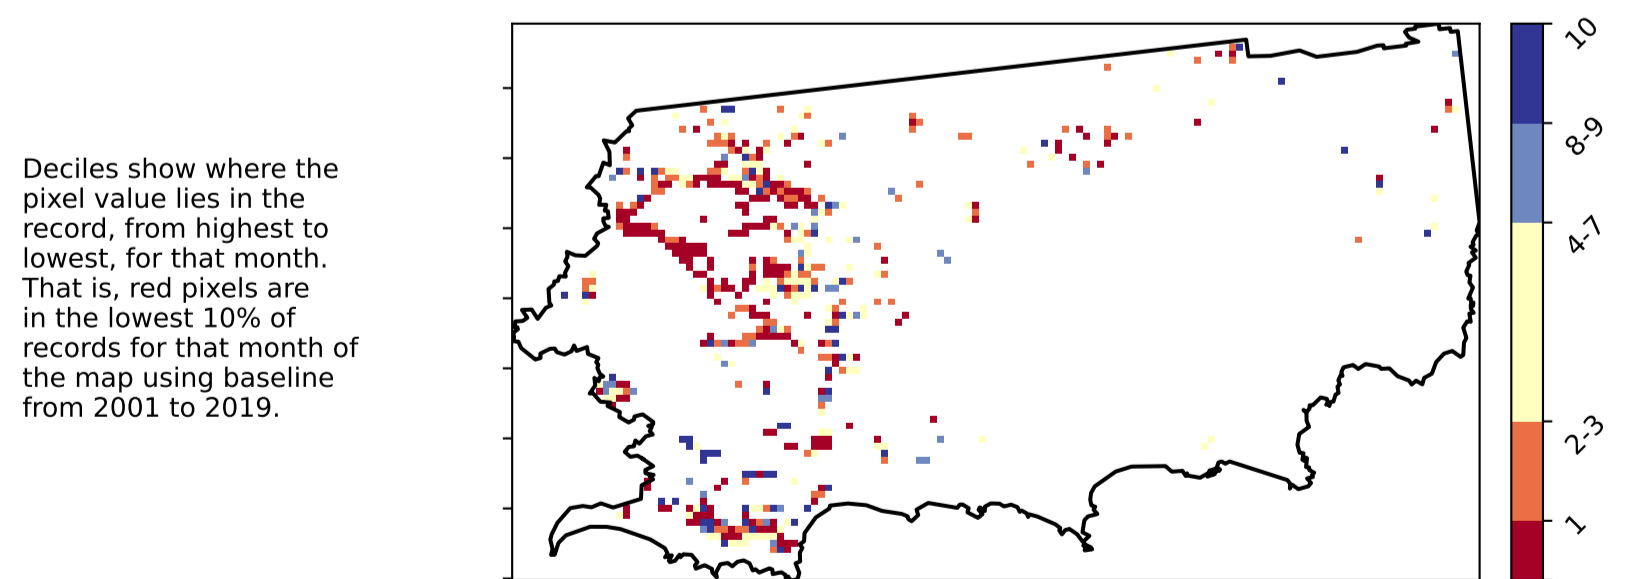 Deciles show where the
pixel value lies in the
record, from highest to
lowest, for that month.
That is, red pixels are
in the lowest 10% of
records for that month of
the map using baseline
from 2001 to 2019.
10
8-9
4-7
2-3
1